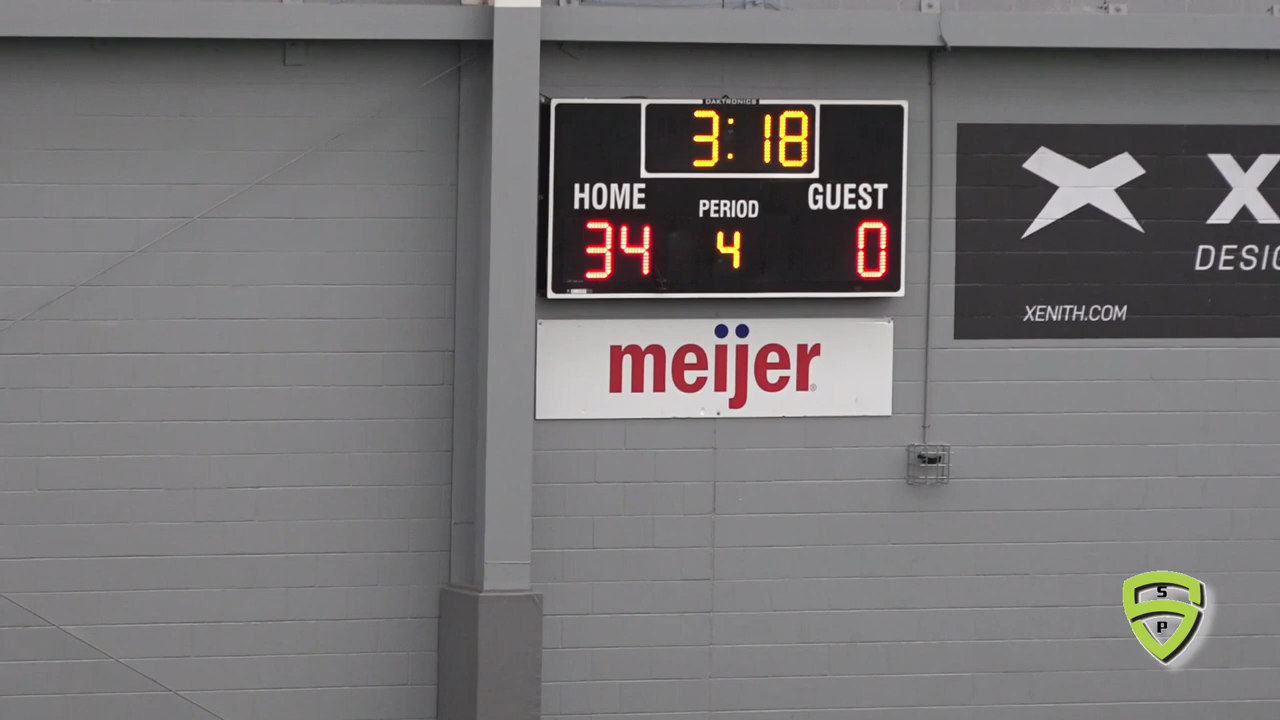 DAKTRONICS
3:18
HOME
PERIOD
GUEST
34
4
0
meijer
X
DESIG
XENITH.COM
S
P